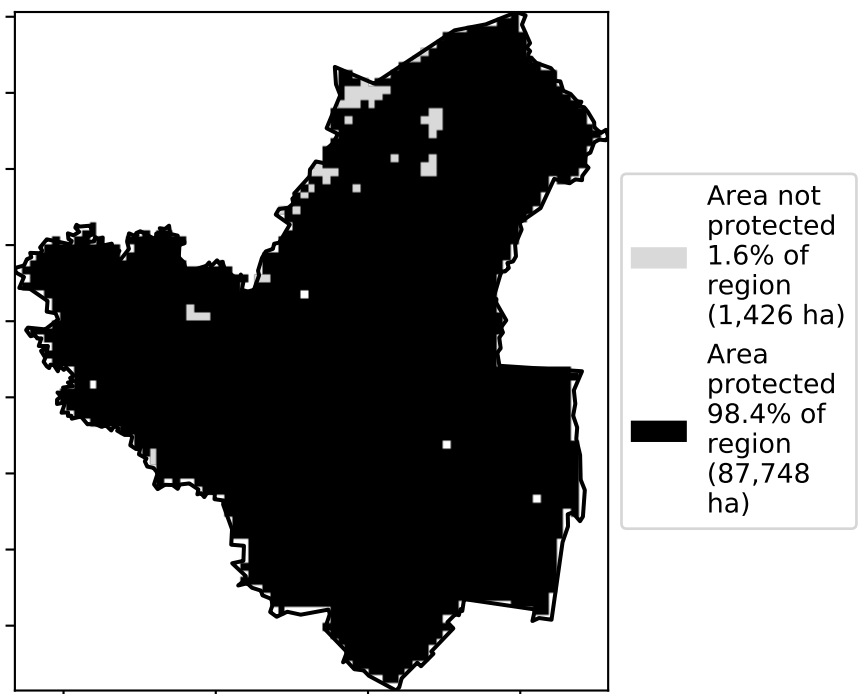 Area not
protected
1.6% of
region
(1,426 ha)
Area
protected
98.4% of
region
(87,748
ha)